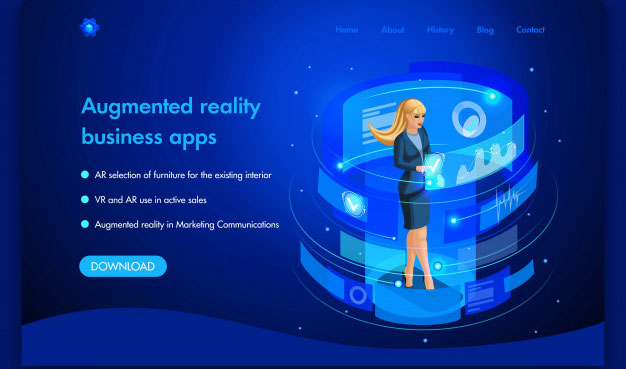 Home About History Blog Contact
Augmented reality
business apps
AR selection of furniture for the existing interior
VR and AR use in active sales
Augmented reality in Marketing Communications
DOWNLOAD